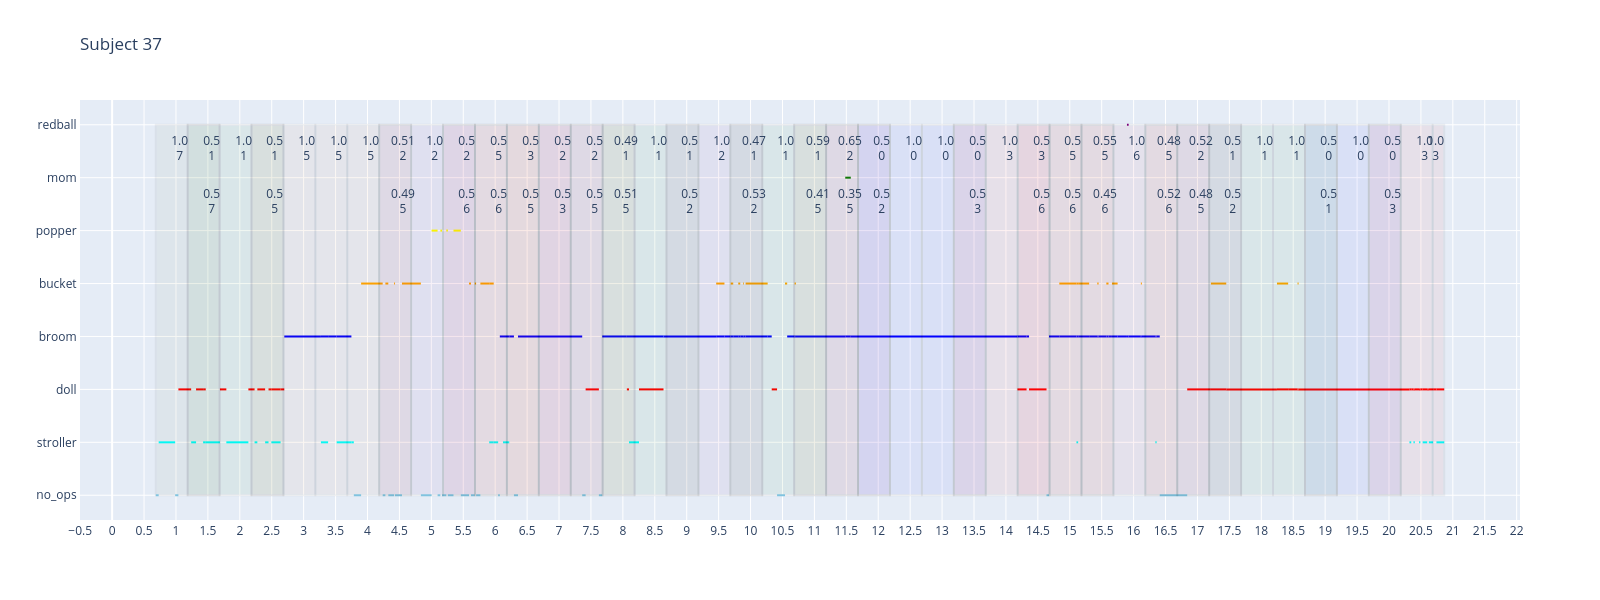 Subject 37
redball
1.0 0.5 1.0 0.5 1.0 1.0 1.0 0.51 1.0 0.5 0.5 0.5 0.5 0.5 0.49 1.0 0.5 1.0 0.47 1.0 0.59 0.65 0.5 1.0 1.0 0.5 1.0 0.5 0.5 0.55 1.0 0.48 0.52 0.5 1.0 1.0 0.5 1.0 0.5 1.0 1.0
7 1 1 1 5 5 5 2 2 2 5 3 2 2 1 1 1 2 1 1 1 2 0 0 0 0 3 3 5 5 6 5 2 1 1 1 0 0 0 3 3
mom
0.5 0.5 0.49 0.5 0.5 0.5 0.5 0.5 0.51 0.5 0.53 0.41 0.35 0.5 0.5 0.5 0.5 0.45 0.52 0.48 0.5 0.5 0.5
7 5 5 6 6 5 3 5 5 2 2 5 5 2 3 6 6 6 6 5 2 1 3
popper
bucket
broom
doll
stroller
no_ops
−0.5 0 0.5 1 1.5 2 2.5 3 3.5 4 4.5 5 5.5 6 6.5 7 7.5 8 8.5 9 9.5 10 10.5 11 11.5 12 12.5 13 13.5 14 14.5 15 15.5 16 16.5 17 17.5 18 18.5 19 19.5 20 20.5 21 21.5 22